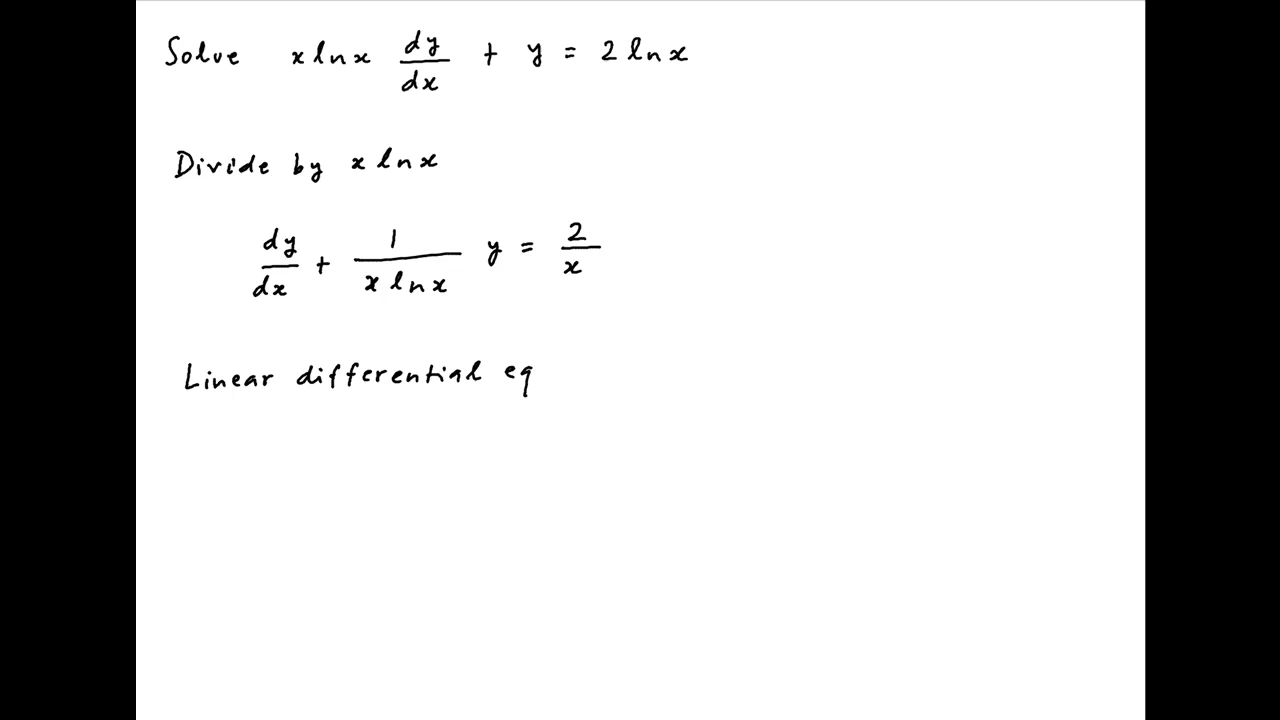 Solve x ln x dy/dx + y = 2 ln x
Divide by x ln x
dy/dx + 1/(x ln x) y = 2/x
Linear differential eq